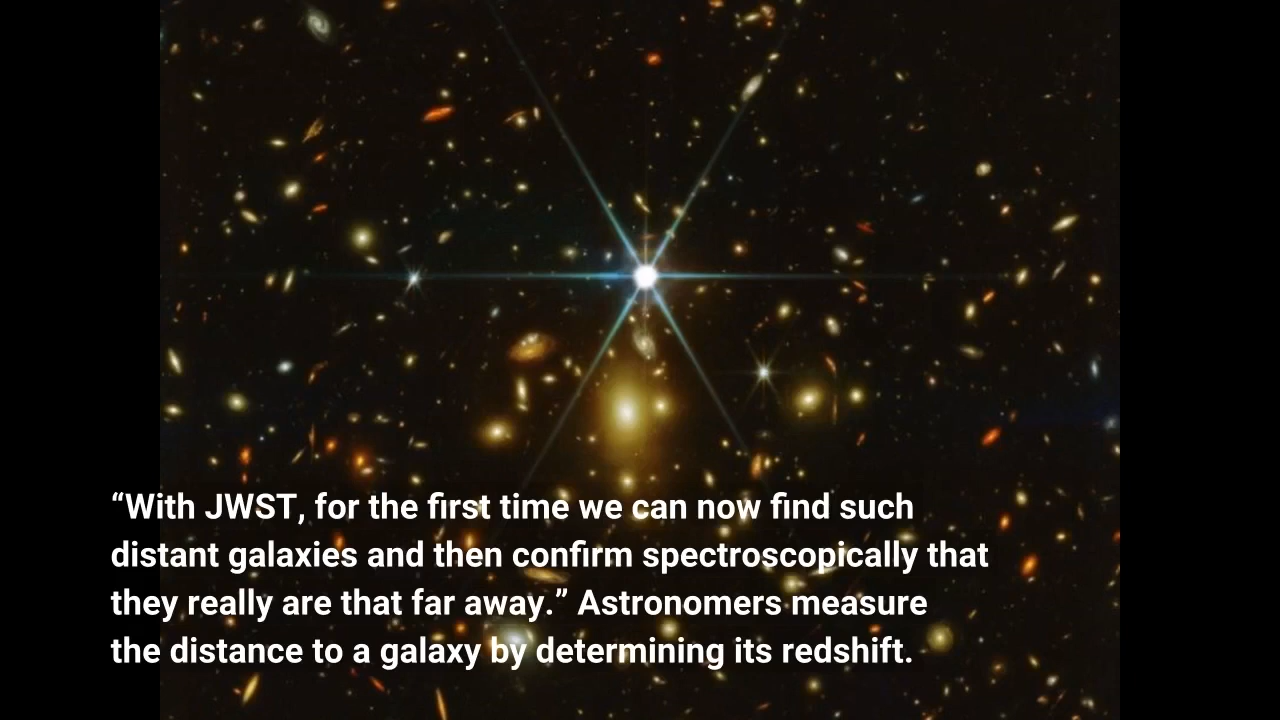 “With JWST, for the first time we can now find such
distant galaxies and then confirm spectroscopically that
they really are that far away.” Astronomers measure
the distance to a galaxy by determining its redshift.